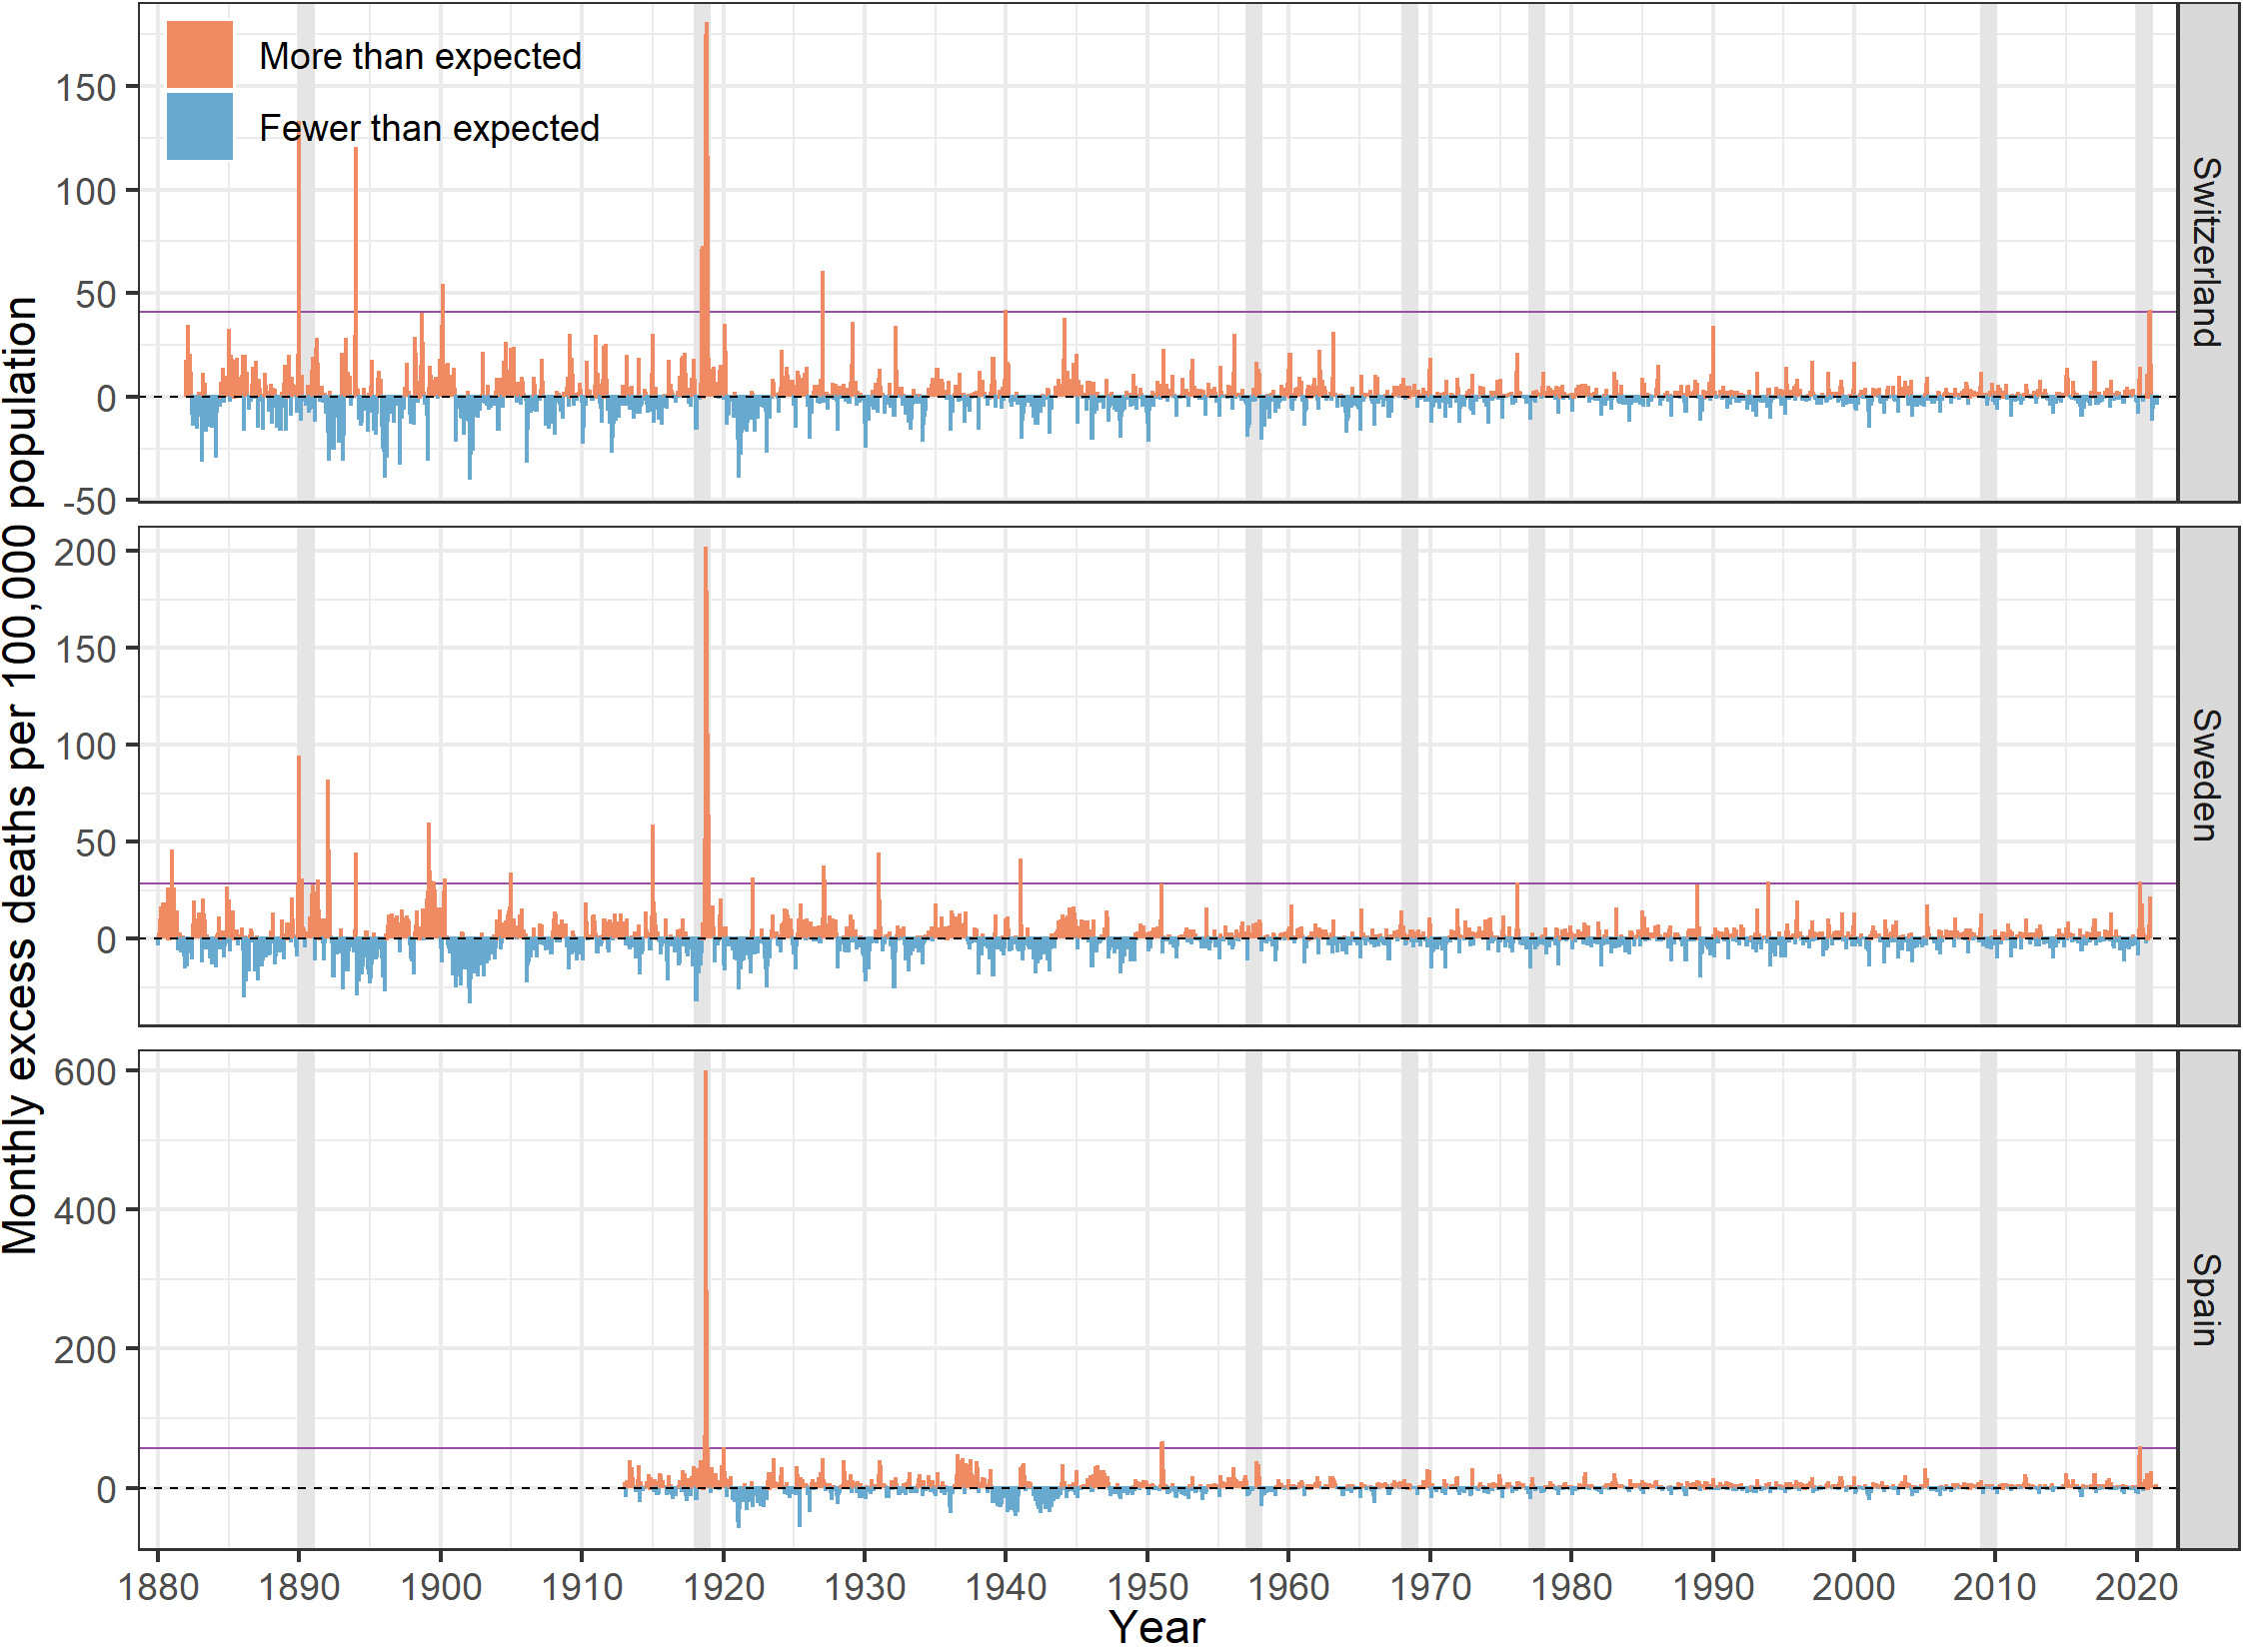 More than expected
Fewer than expected
150
100
50
0
-50
Switzerland
Monthly excess deaths per 100,000 population
200
150
100
50
0
Sweden
600
400
200
0
Spain
1880 1890 1900 1910 1920 1930 1940 1950 1960 1970 1980 1990 2000 2010 2020
Year